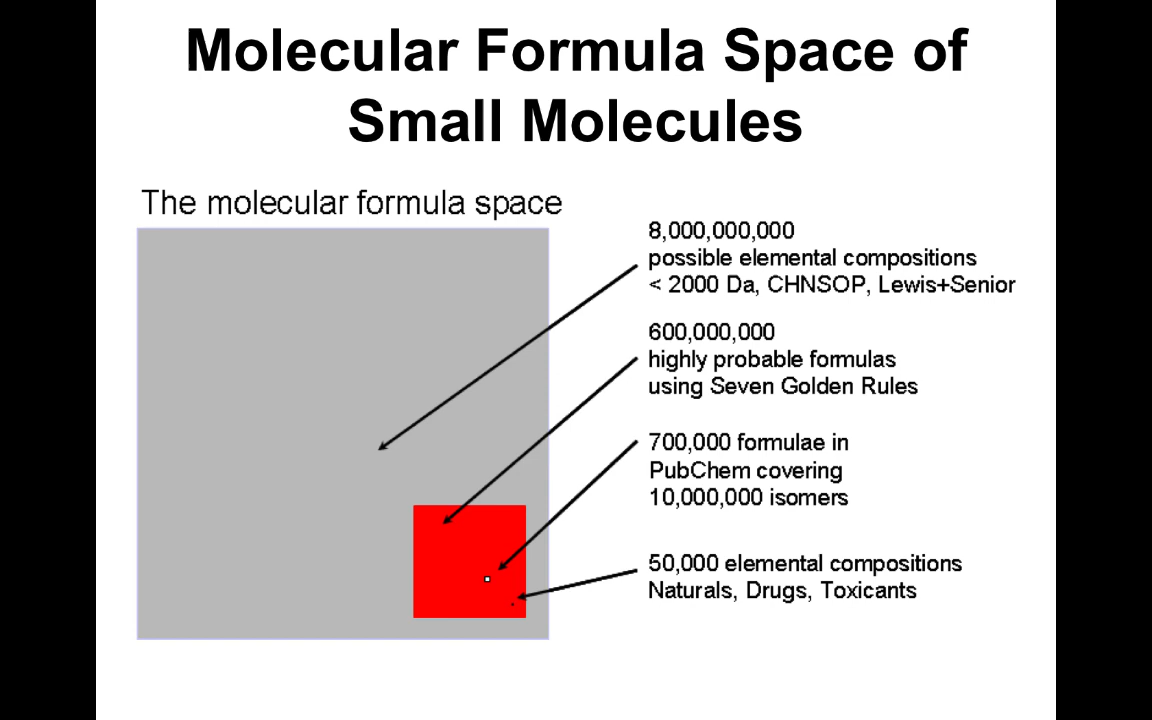 Molecular Formula Space of
Small Molecules
The molecular formula space
8,000,000,000
possible elemental compositions
< 2000 Da, CHNSOP, Lewis+Senior
600,000,000
highly probable formulas
using Seven Golden Rules
700,000 formulae in
PubChem covering
10,000,000 isomers
50,000 elemental compositions
Naturals, Drugs, Toxicants